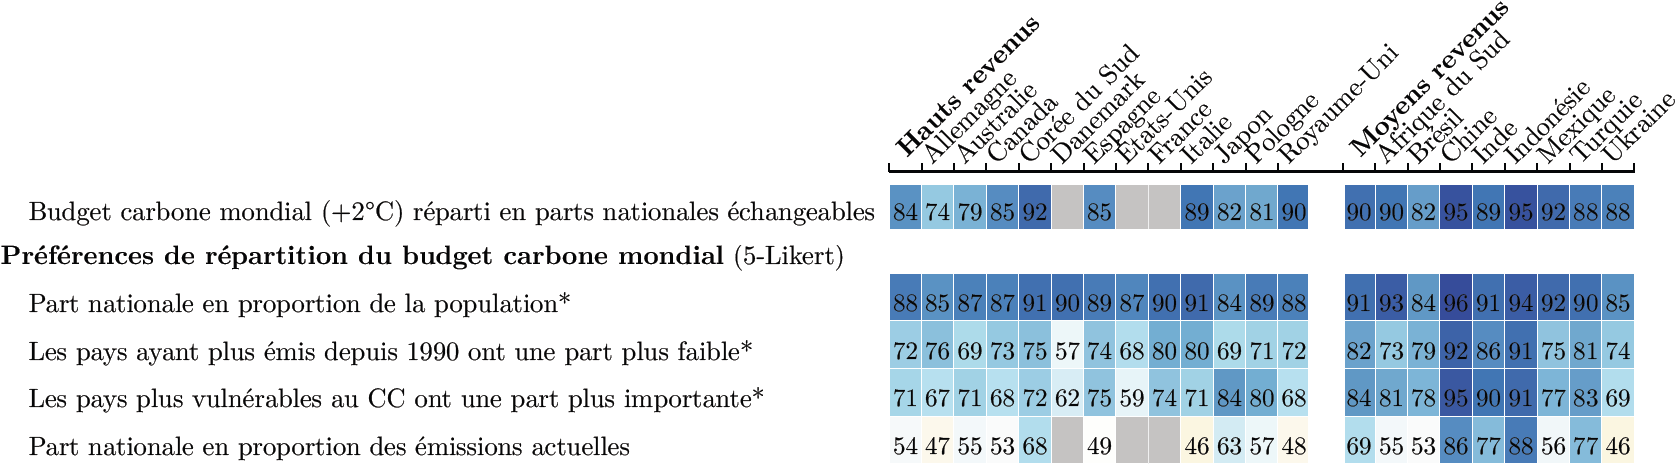 Hauts revenus
Allemagne
Australie
Canada
Corée du Sud
Danemark
Espagne
Etats-Unis
France
Italie
Japon
Pologne
Royaume-Uni
Moyens revenus
Afrique du Sud
Brésil
Chine
Inde
Indonésie
Mexique
Turquie
Ukraine
Budget carbone mondial (+2°C) réparti en parts nationales échangeables 84 74 79 85 92 85 89 82 81 90 90 90 82 95 89 95 92 88 88
Préférences de répartition du budget carbone mondial (5-Likert)
Part nationale en proportion de la population* 88 85 87 87 91 90 89 87 90 91 84 89 88 91 93 84 96 91 94 92 90 85
Les pays ayant plus émis depuis 1990 ont une part plus faible* 72 76 69 73 75 57 74 68 80 80 69 71 72 82 73 79 92 86 91 75 81 74
Les pays plus vulnérables au CC ont une part plus importante* 71 67 71 68 72 62 75 59 74 71 84 80 68 84 81 78 95 90 91 77 83 69
Part nationale en proportion des émissions actuelles 54 47 55 53 68 49 46 63 57 48 69 55 53 86 77 88 56 77 46